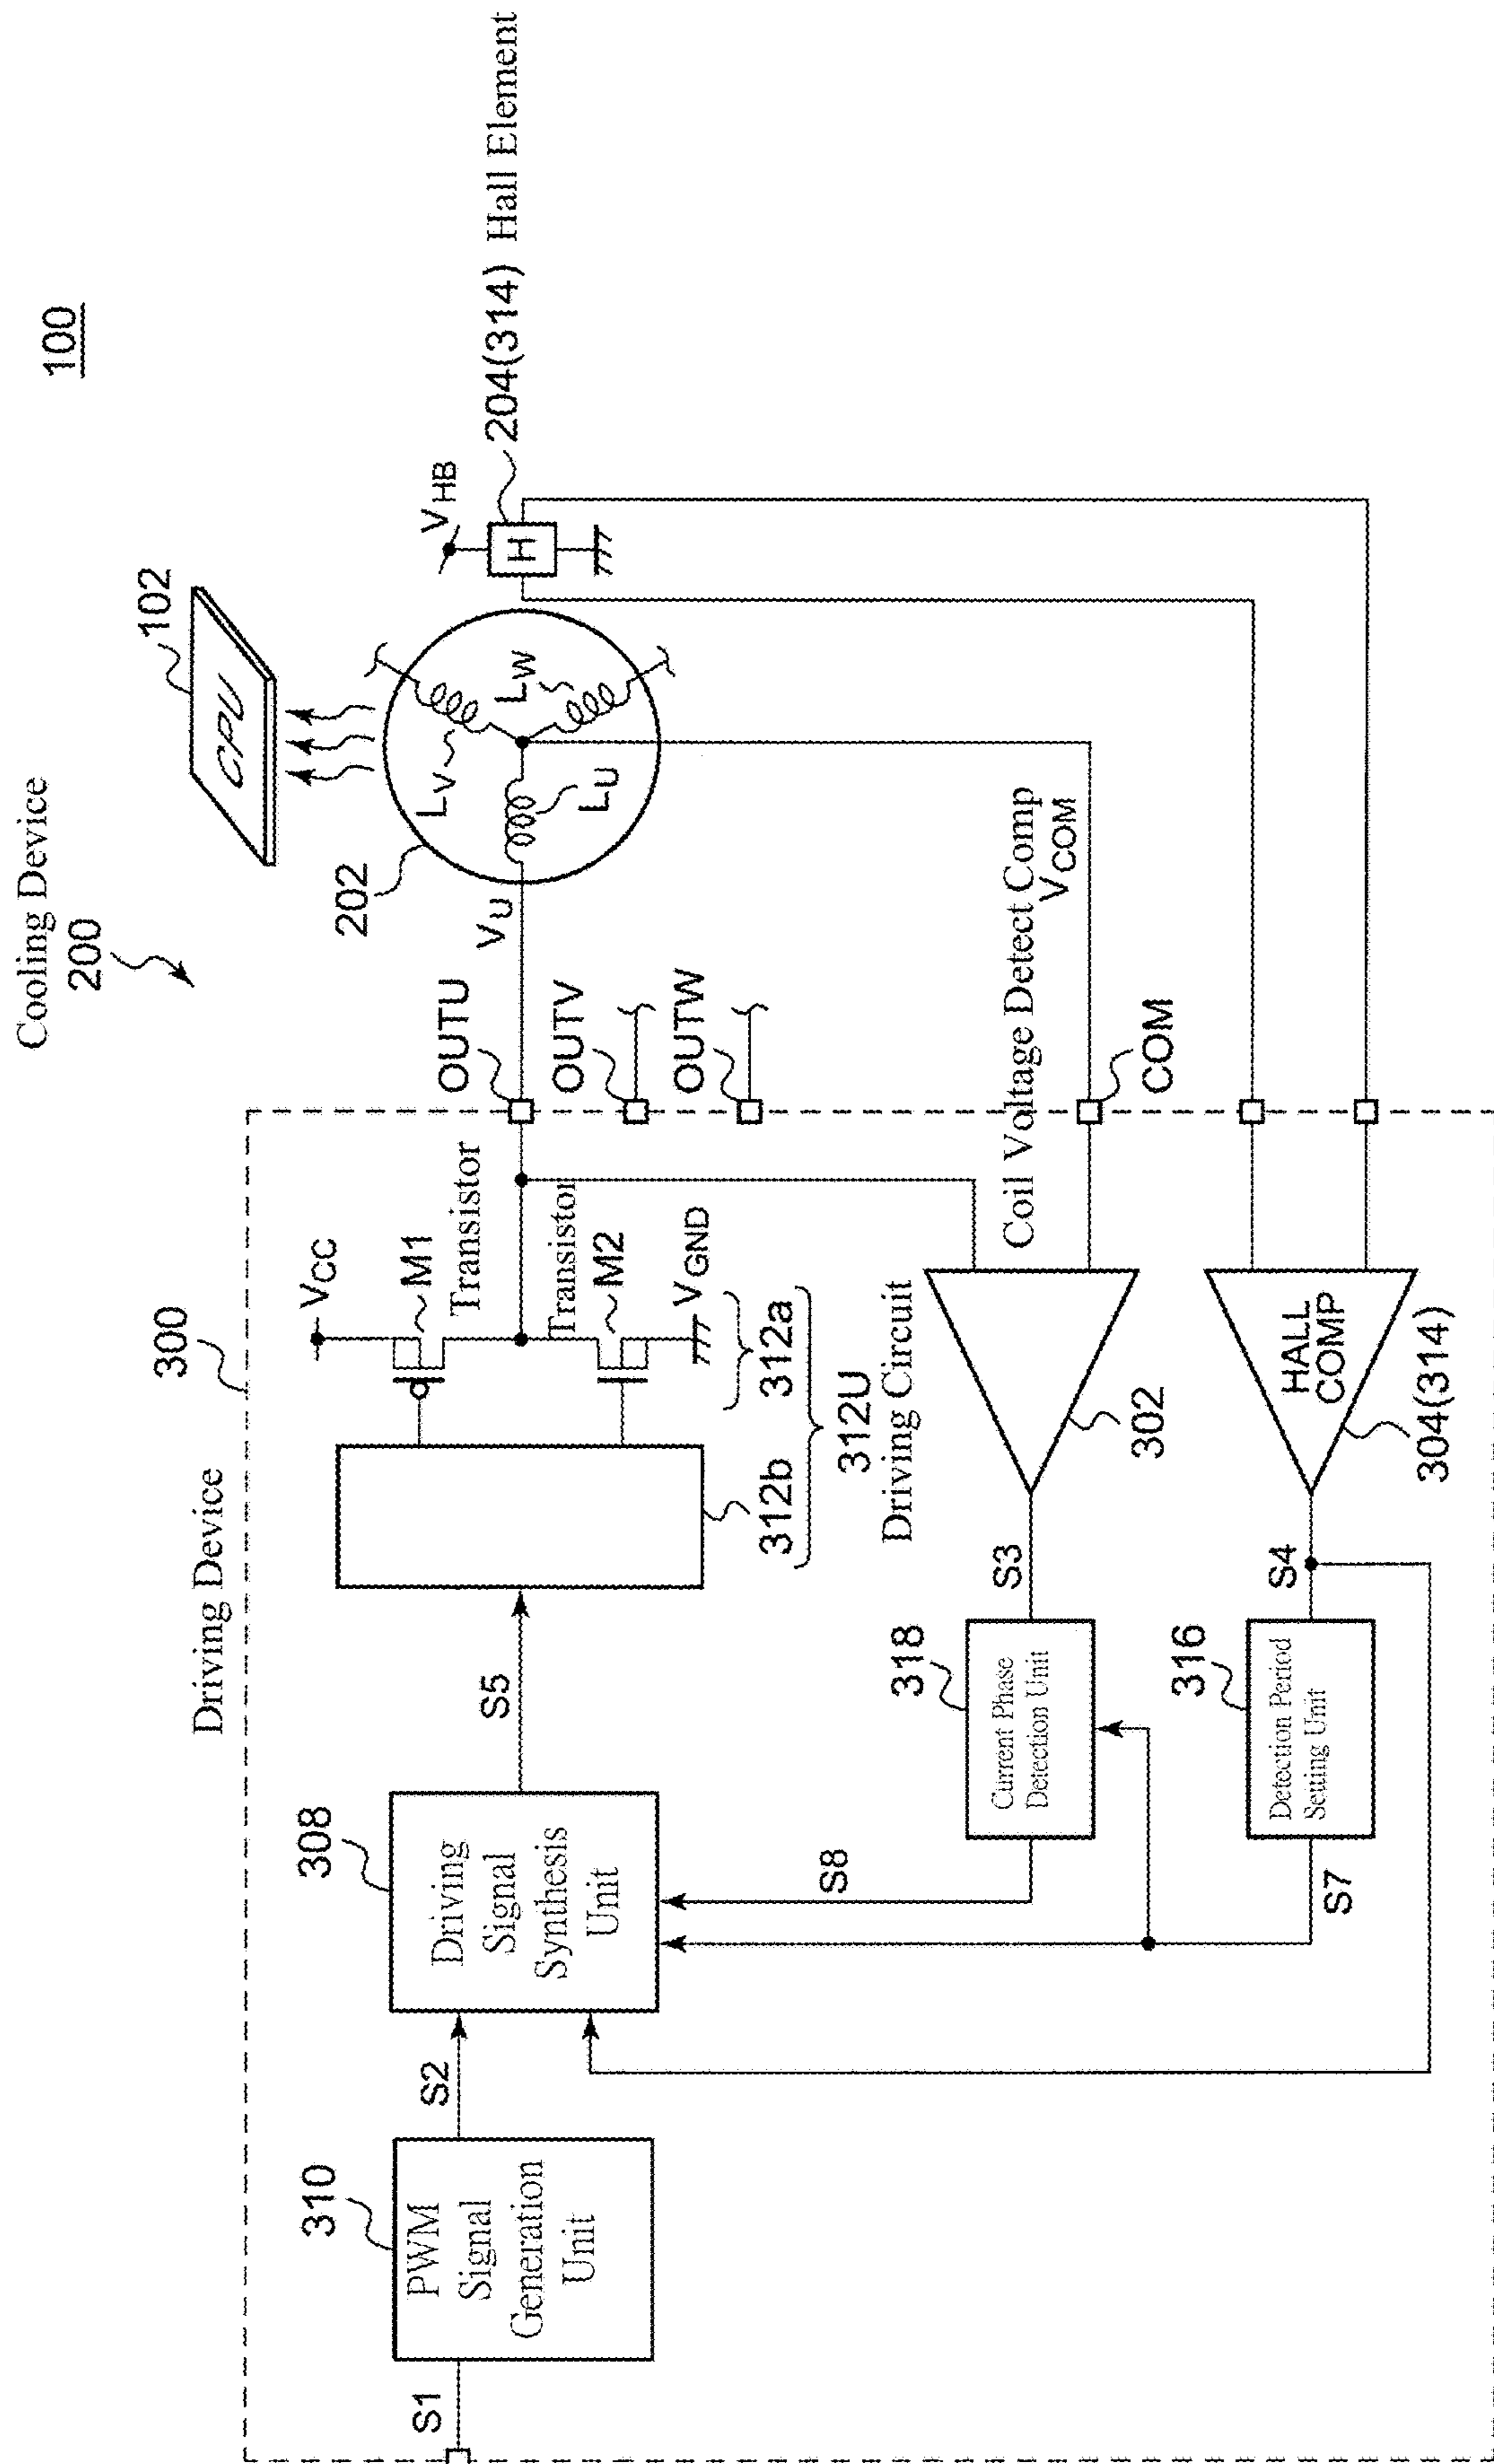 100
Cooling Device
200
102
CPU
202
LV
LW
LU
VU
VHB
204(314) Hall Element
H
Driving Device
300
VCC
M1
Transistor
Transistor
M2
VGND
312a
312b
312U
Driving Circuit
OUTU
OUTV
OUTW
Coil Voltage Detect Comp
VCOM
COM
S1
310
PWM
Signal
Generation
Unit
S2
308
Driving
Signal
Synthesis
Unit
S5
S8
318
Current Phase
Detection Unit
S3
302
S7
316
Detection Period
Setting Unit
S4
HALL
COMP
304(314)